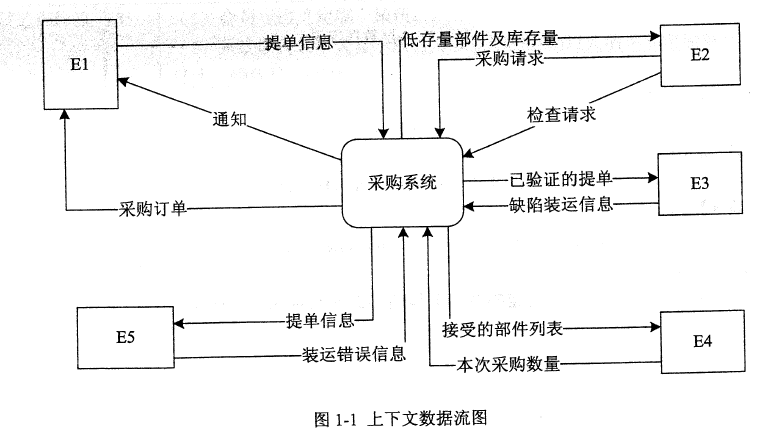 E1
提单信息
低存量部件及库存量
采购请求
E2
检查请求
通知
采购系统
已验证的提单
缺陷装运信息
E3
采购订单
E5
提单信息
装运错误信息
接受的部件列表
本次采购数量
E4
图 1-1 上下文数据流图